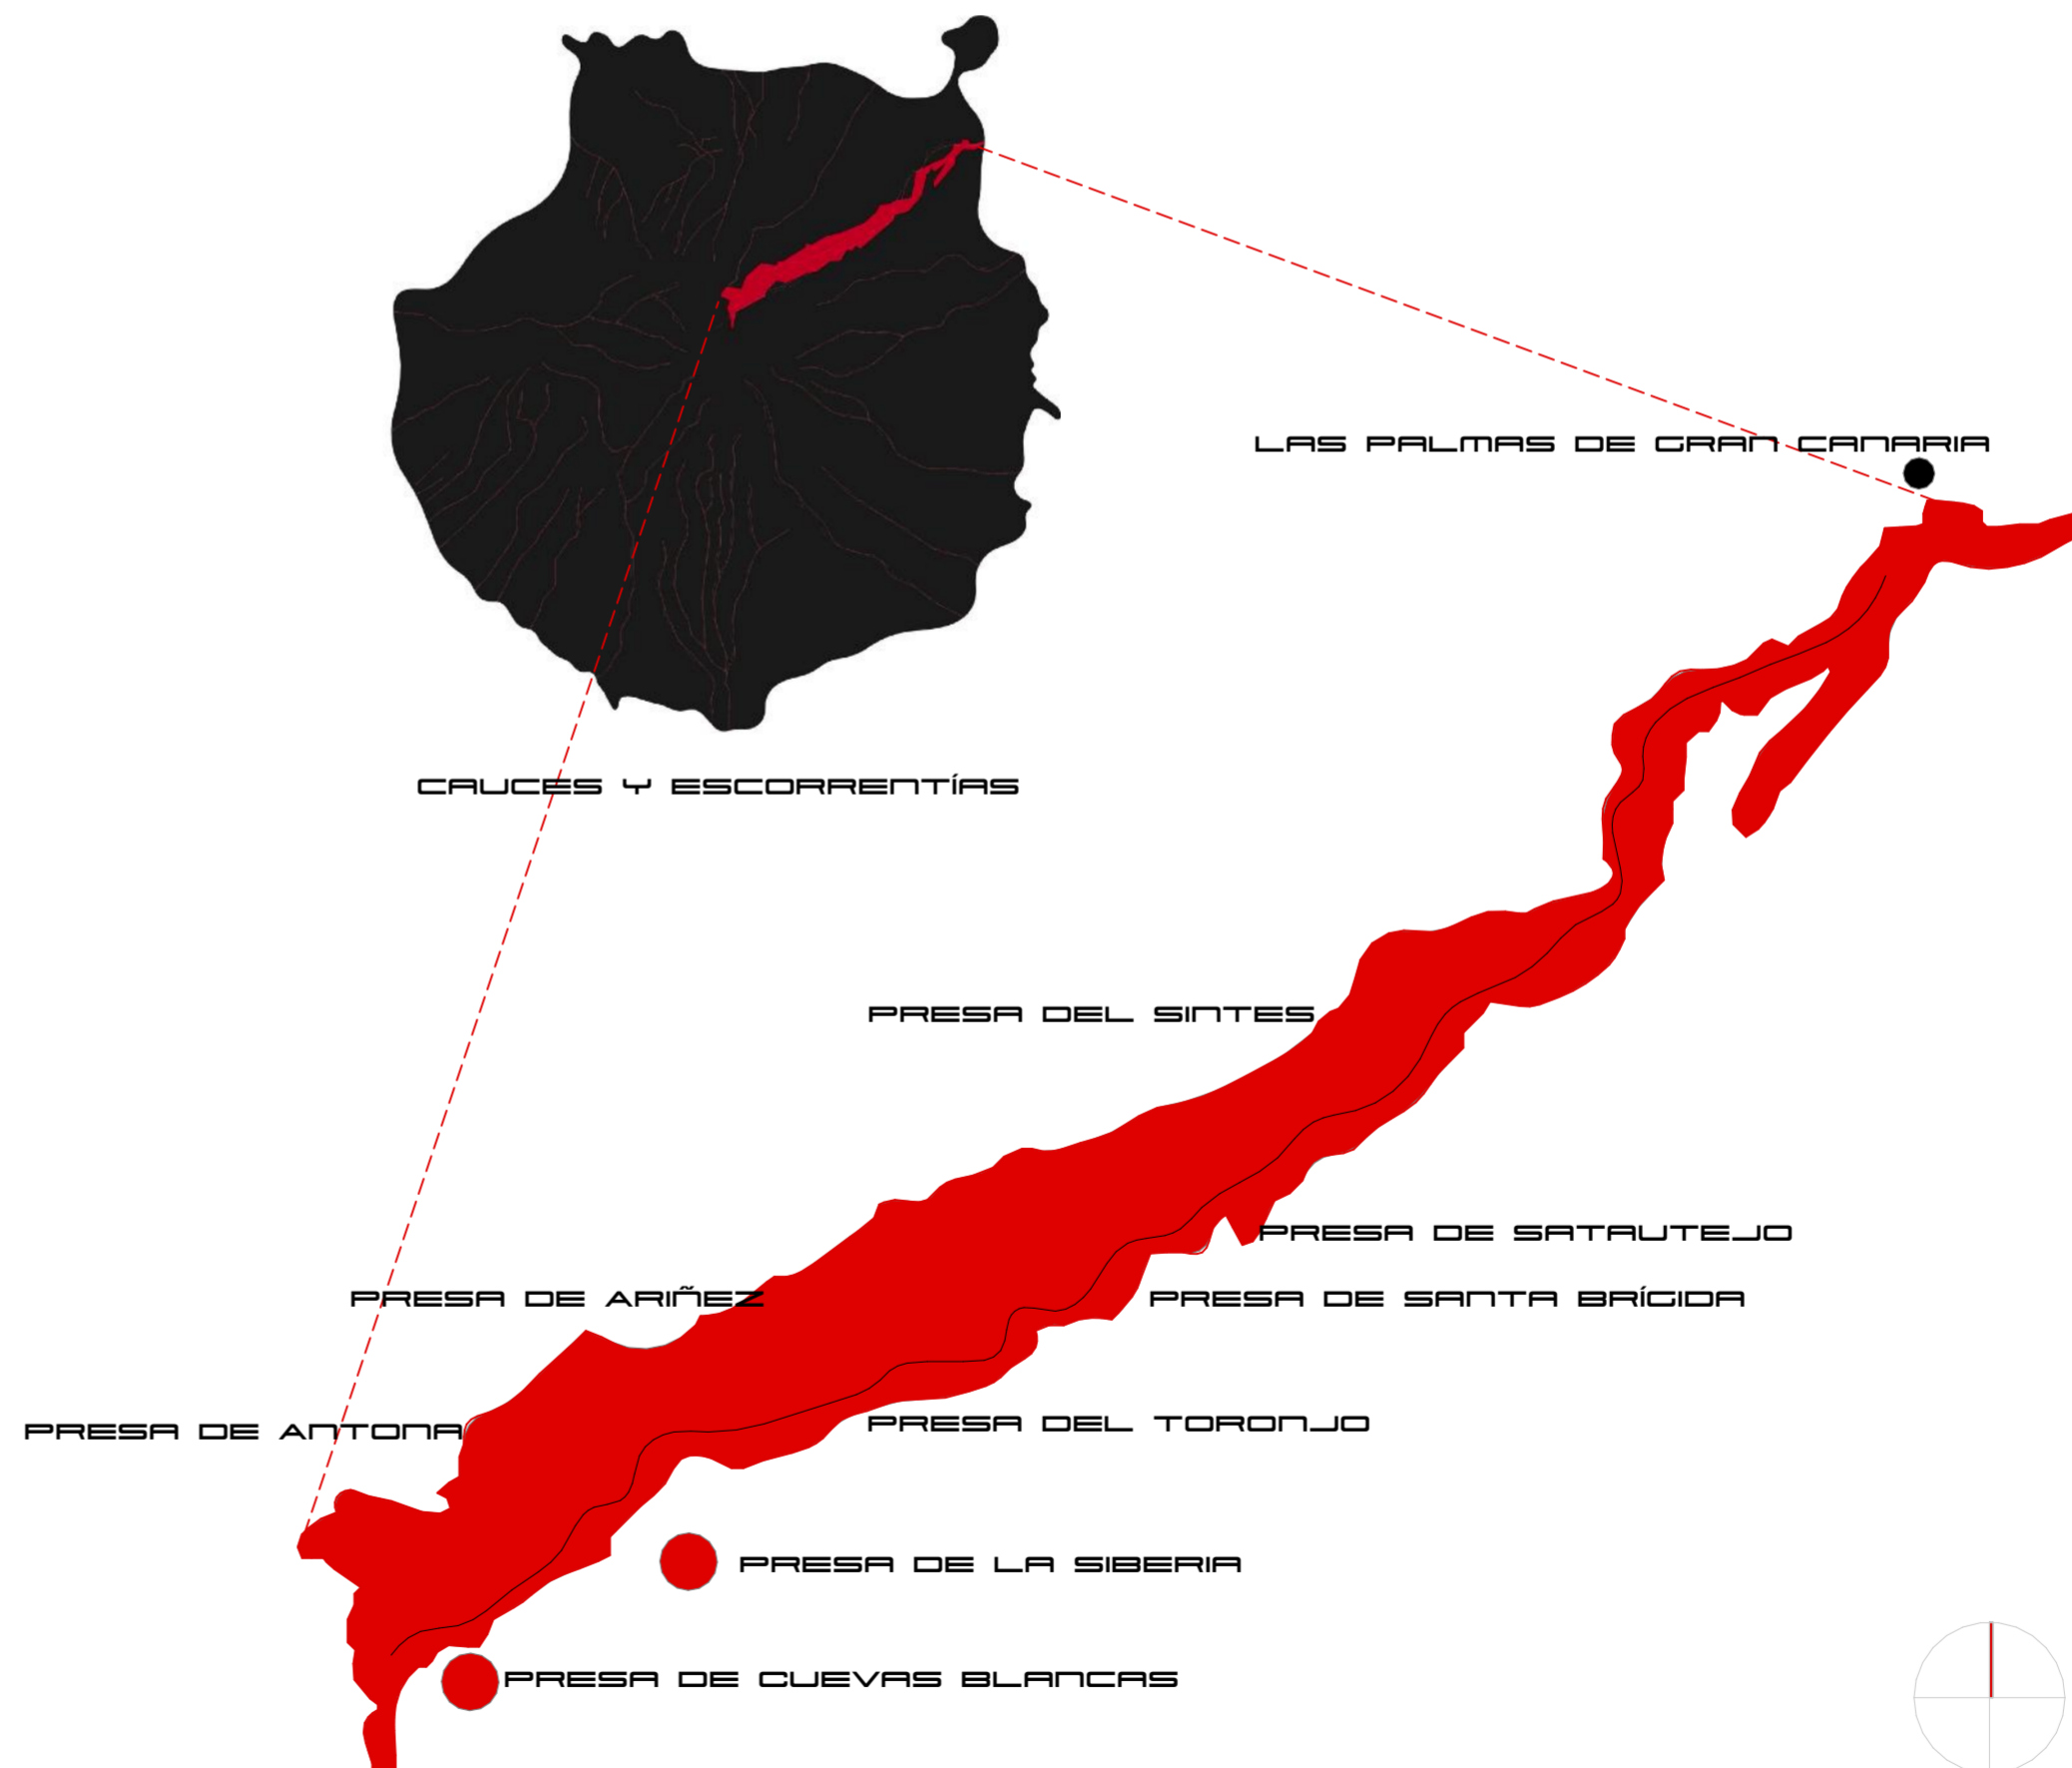 LAS PALMAS DE GRAN CANARIA
CAUCES Y ESCORRENTÍAS
PRESA DEL SINTES
PRESA DE SATAUTEJO
PRESA DE ARIÑEZ
PRESA DE SANTA BRÍGIDA
PRESA DEL TORONJO
PRESA DE ANTONA
PRESA DE LA SIBERIA
PRESA DE CUEVAS BLANCAS